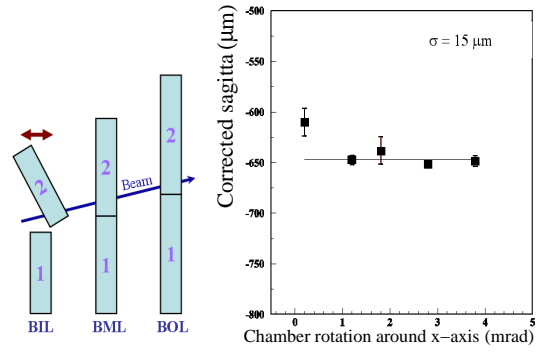 2
2
2
Beam
1
1
1
BIL
BML
BOL
Corrected sagitta (μm)
-500
-550
-600
-650
-700
-750
-800
σ = 15 μm
0
1
2
3
4
5
Chamber rotation around x-axis (mrad)